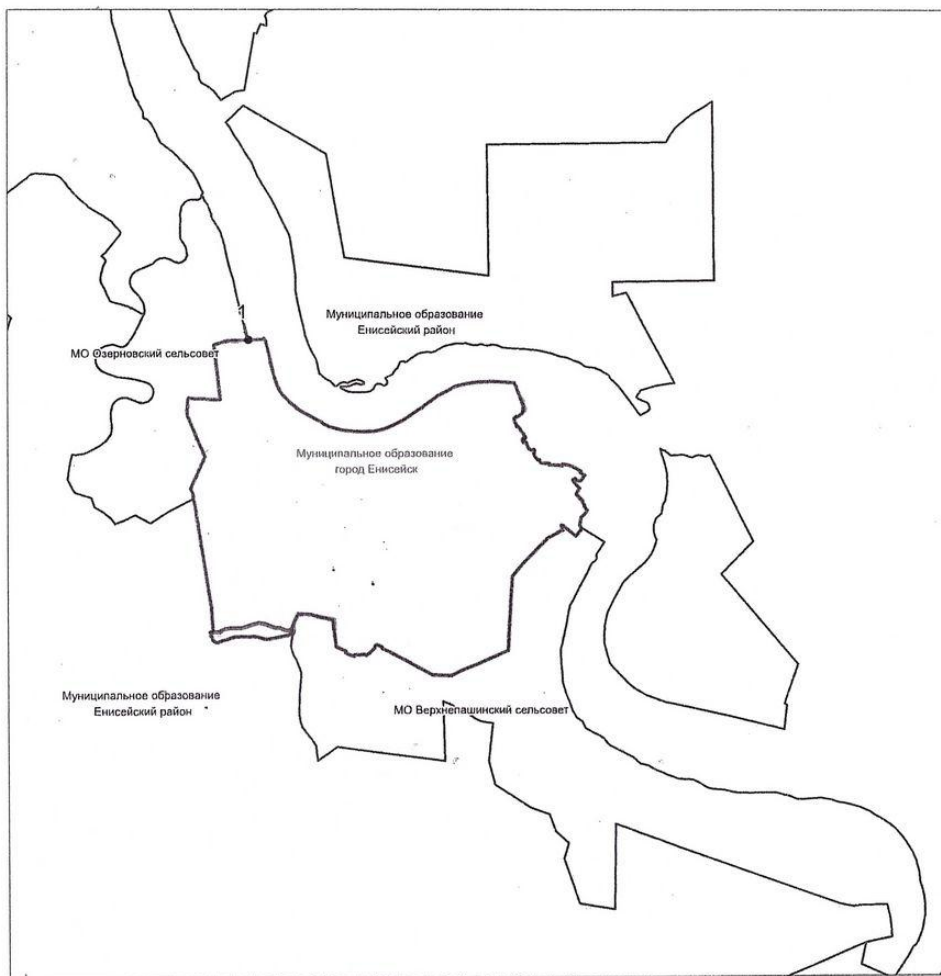 1
Муниципальное образование
Енисейский район
МО Озерновский сельсовет
Муниципальное образование
город Енисейск
Муниципальное образование
Енисейский район
МО Верхнепашинский сельсовет